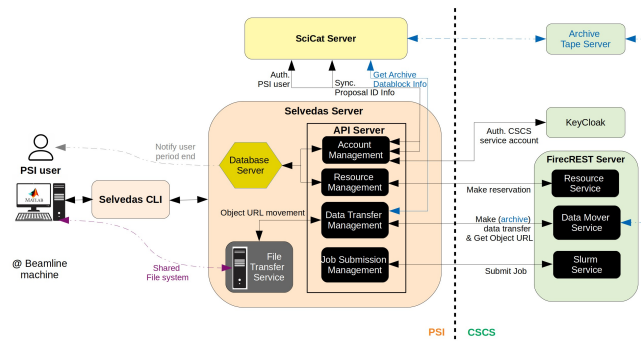 SciCat Server
Archive
Tape Server
Auth.
PSI user
Sync.
Proposal ID Info
Get Archive
Datablock Info
Selvedas Server
API Server
KeyCloak
Auth. CSCS
service account
Notify user
period end
PSI user
MATLAB
Selvedas CLI
Database
Server
Account
Management
Resource
Management
FirecREST Server
Resource
Service
Make reservation
Object URL movement
Data Transfer
Management
Make (archive)
data transfer
& Get Object URL
Data Mover
Service
@ Beamline
machine
Shared
File system
File
Transfer
Service
Job Submission
Management
Submit Job
Slurm
Service
PSI
CSCS